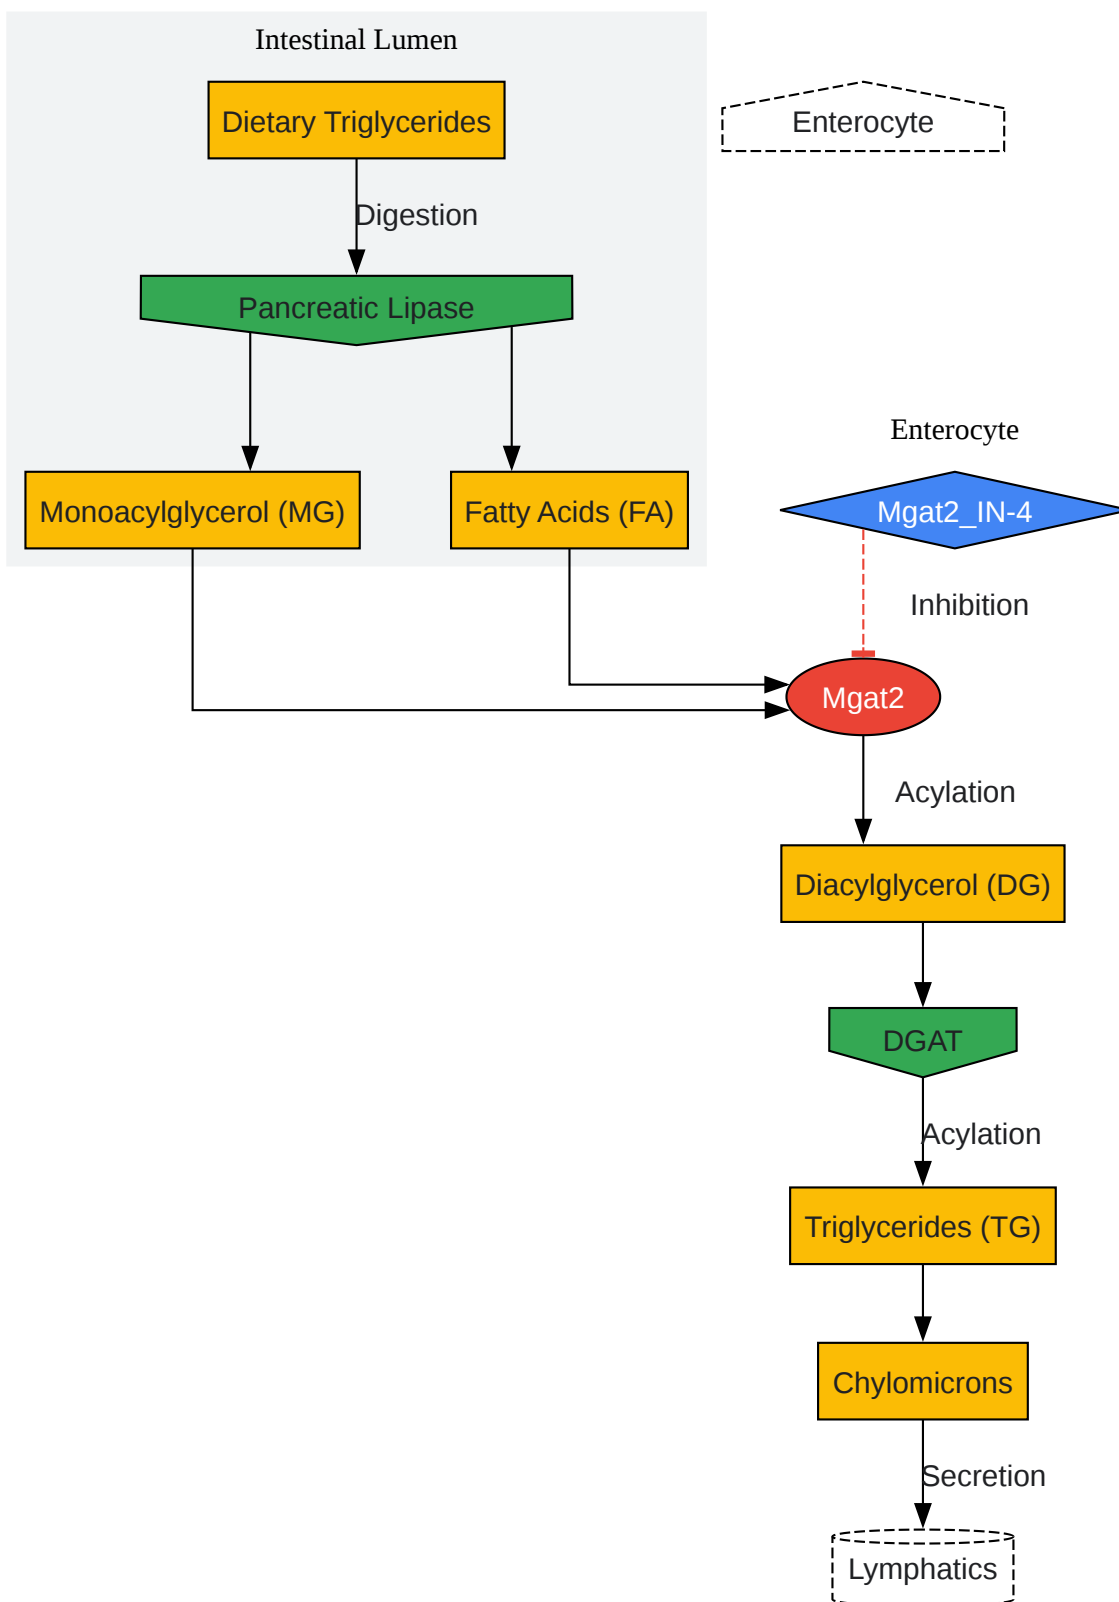 Intestinal Lumen
Dietary Triglycerides
Enterocyte
Digestion
Pancreatic Lipase
Enterocyte
Monoacylglycerol (MG)
Fatty Acids (FA)
Mgat2_IN-4
Inhibition
Mgat2
Acylation
Diacylglycerol (DG)
DGAT
Acylation
Triglycerides (TG)
Chylomicrons
Secretion
Lymphatics